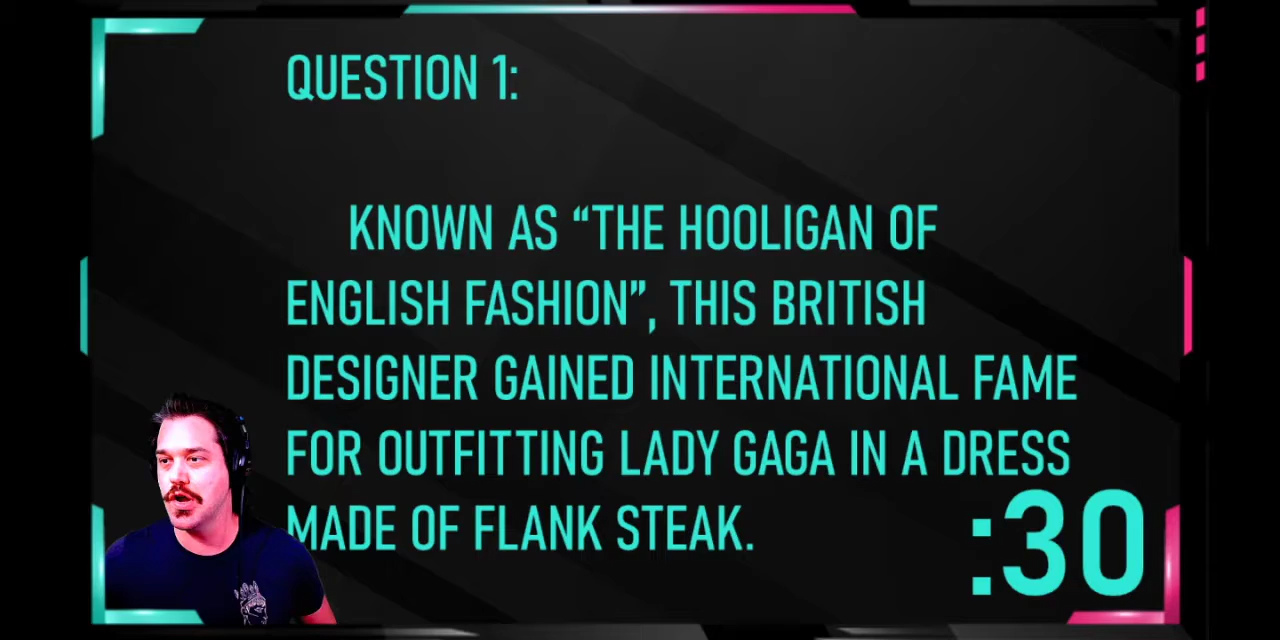 QUESTION 1:
KNOWN AS “THE HOOLIGAN OF
ENGLISH FASHION”, THIS BRITISH
DESIGNER GAINED INTERNATIONAL FAME
FOR OUTFITTING LADY GAGA IN A DRESS
MADE OF FLANK STEAK.
:30